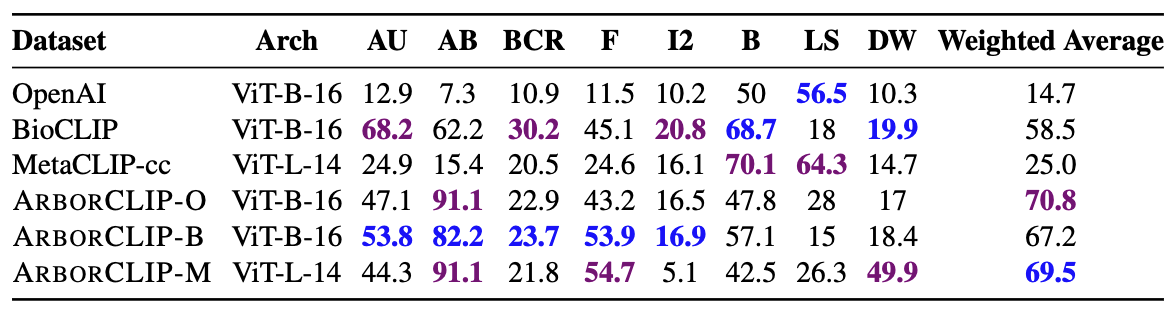 Dataset Arch AU AB BCR F I2 B LS DW Weighted Average
OpenAI ViT-B-16 12.9 7.3 10.9 11.5 10.2 50 56.5 10.3 14.7
BioCLIP ViT-B-16 68.2 62.2 30.2 45.1 20.8 68.7 18 19.9 58.5
MetaCLIP-cc ViT-L-14 24.9 15.4 20.5 24.6 16.1 70.1 64.3 14.7 25.0
ARBORCLIP-O ViT-B-16 47.1 91.1 22.9 43.2 16.5 47.8 28 17 70.8
ARBORCLIP-B ViT-B-16 53.8 82.2 23.7 53.9 16.9 57.1 15 18.4 67.2
ARBORCLIP-M ViT-L-14 44.3 91.1 21.8 54.7 5.1 42.5 26.3 49.9 69.5